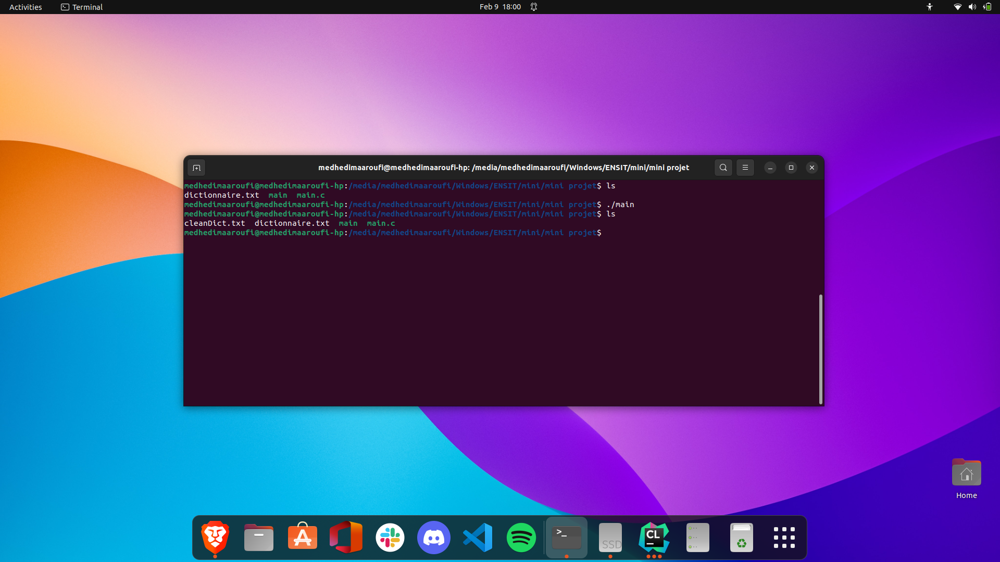 Activities Terminal Feb 9 18:00
medhedimaaroufi@medhedimaaroufi-hp: /media/medhedimaaroufi/Windows/ENSIT/mini/mini projet
medhedimaaroufi@medhedimaaroufi-hp:/media/medhedimaaroufi/Windows/ENSIT/mini/mini projet$ ls
dictionnaire.txt main main.c
medhedimaaroufi@medhedimaaroufi-hp:/media/medhedimaaroufi/Windows/ENSIT/mini/mini projet$ ./main
medhedimaaroufi@medhedimaaroufi-hp:/media/medhedimaaroufi/Windows/ENSIT/mini/mini projet$ ls
cleanDict.txt dictionnaire.txt main main.c
medhedimaaroufi@medhedimaaroufi-hp:/media/medhedimaaroufi/Windows/ENSIT/mini/mini projet$
Home
>_
SSD
CL